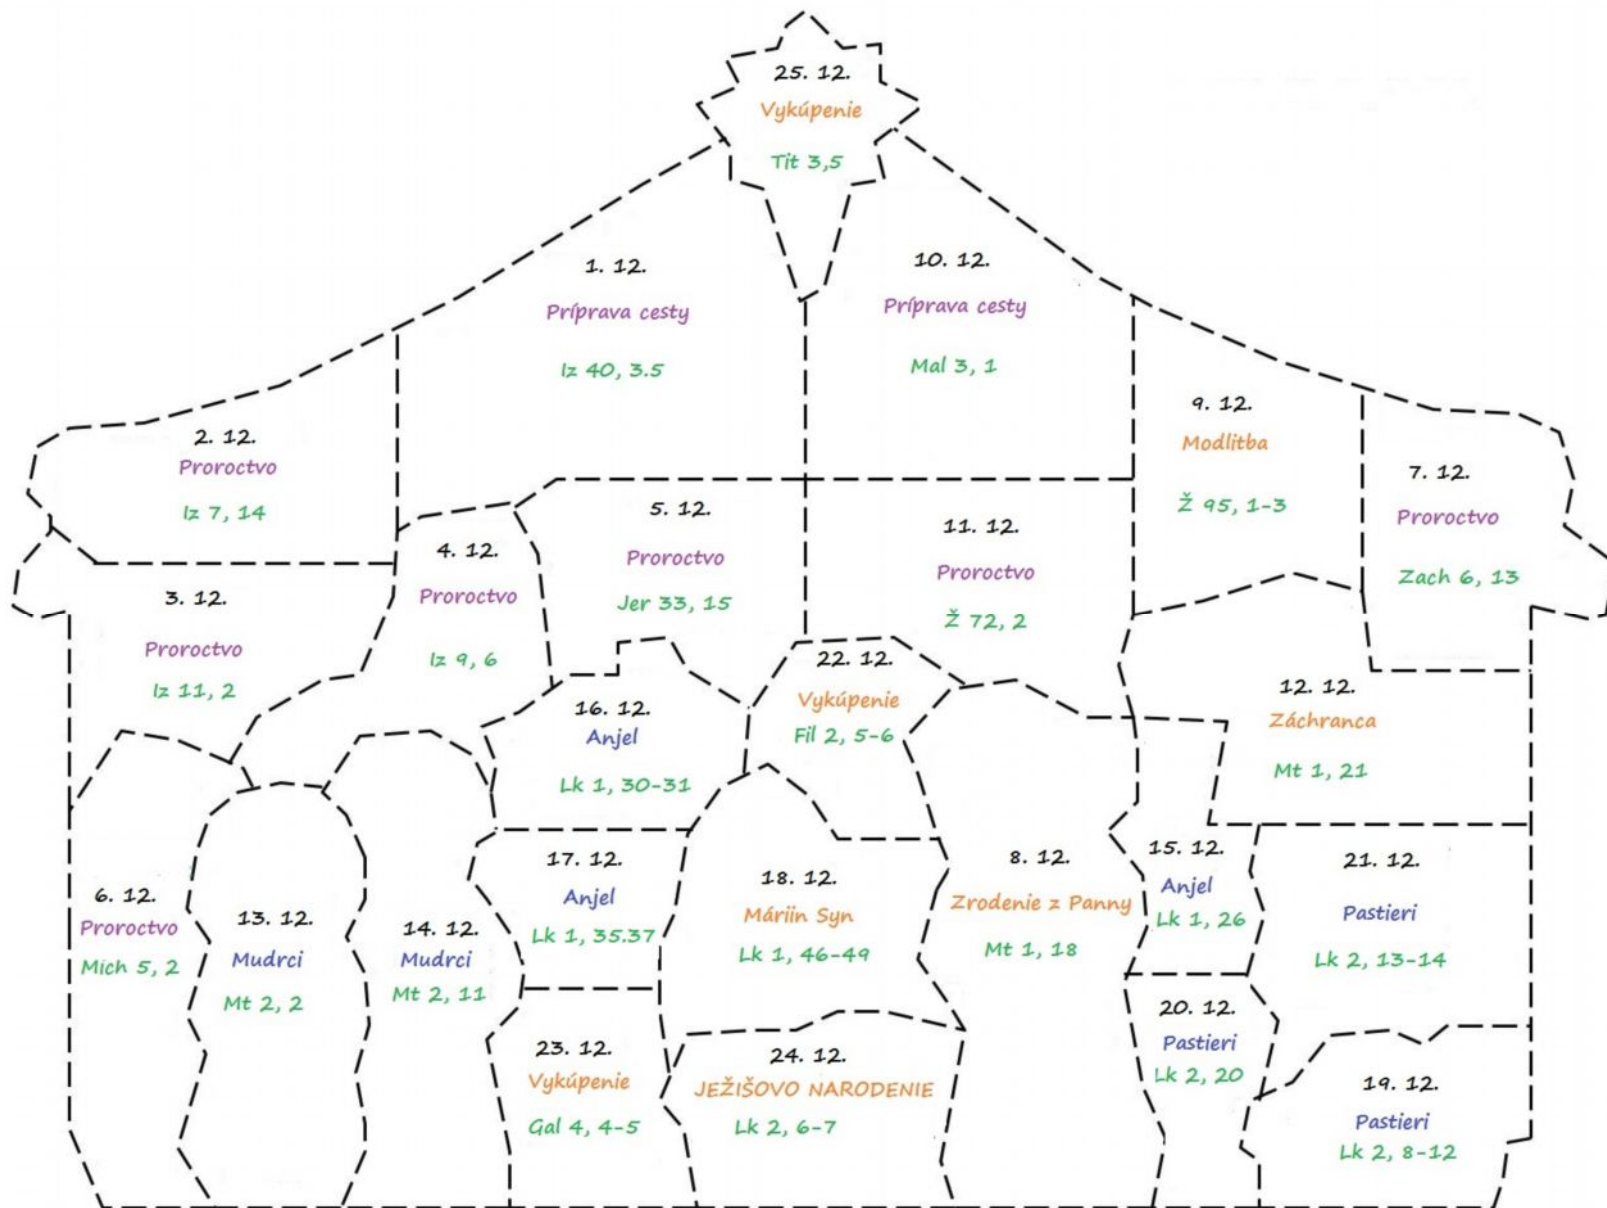 25. 12.
Vykúpenie
Tit 3,5
1. 12.
Príprava cesty
Iz 40, 3.5
10. 12.
Príprava cesty
Mal 3, 1
2. 12.
Proroctvo
Iz 7, 14
9. 12.
Modlitba
Ž 95, 1-3
7. 12.
Proroctvo
Zach 6, 13
3. 12.
Proroctvo
Iz 11, 2
4. 12.
Proroctvo
Iz 9, 6
5. 12.
Proroctvo
Jer 33, 15
11. 12.
Proroctvo
Ž 72, 2
16. 12.
Anjel
Lk 1, 30-31
22. 12.
Vykúpenie
Fil 2, 5-6
12. 12.
Záchranca
Mt 1, 21
6. 12.
Proroctvo
Mich 5, 2
13. 12.
Mudrci
Mt 2, 2
14. 12.
Mudrci
Mt 2, 11
17. 12.
Anjel
Lk 1, 35.37
18. 12.
Máriin Syn
Lk 1, 46-49
8. 12.
Zrodenie z Panny
Mt 1, 18
15. 12.
Anjel
Lk 1, 26
21. 12.
Pastieri
Lk 2, 13-14
23. 12.
Vykúpenie
Gal 4, 4-5
24. 12.
JEŽIŠOVO NARODENIE
Lk 2, 6-7
20. 12.
Pastieri
Lk 2, 20
19. 12.
Pastieri
Lk 2, 8-12